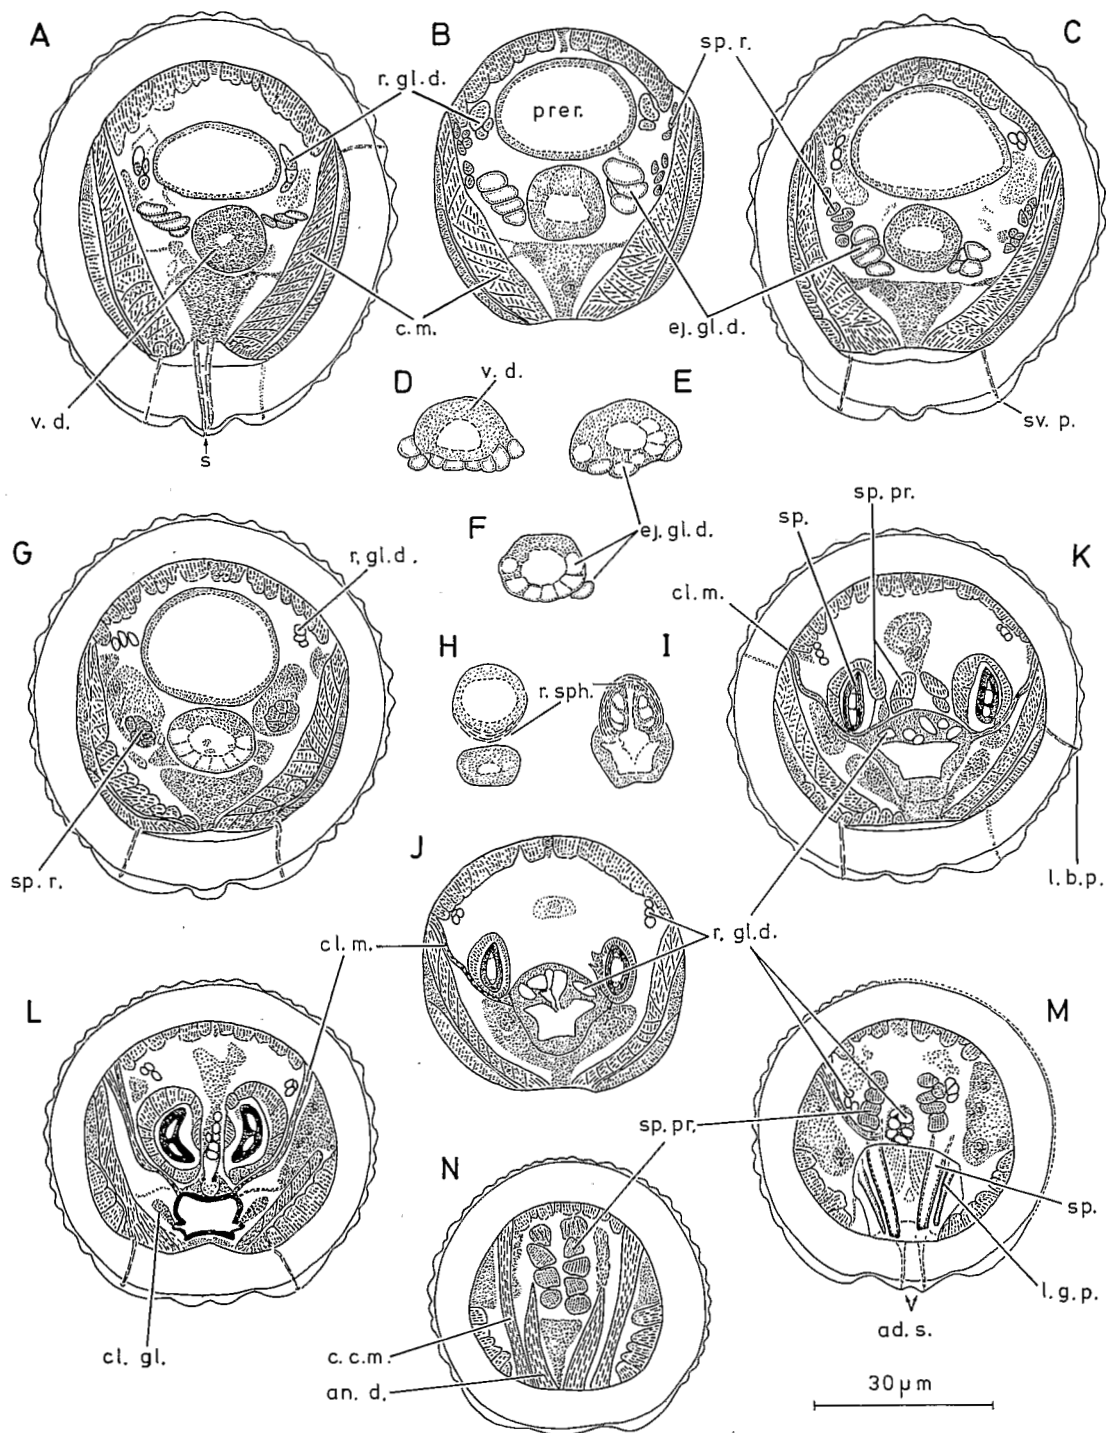 A
B
C
r. gl. d.
sp. r.
prer.
c. m.
ej. gl. d.
v. d.
s
sv. p.
D
v. d.
E
F
ej. gl. d.
G
r. gl. d.
sp. r.
H
I
r. sph.
sp. pr.
sp.
cl. m.
K
l. b. p.
J
cl. m.
r. gl. d.
L
M
cl. gl.
sp. pr.
sp.
l. g. p.
ad. s.
N
c. c. m.
an. d.
30 µm